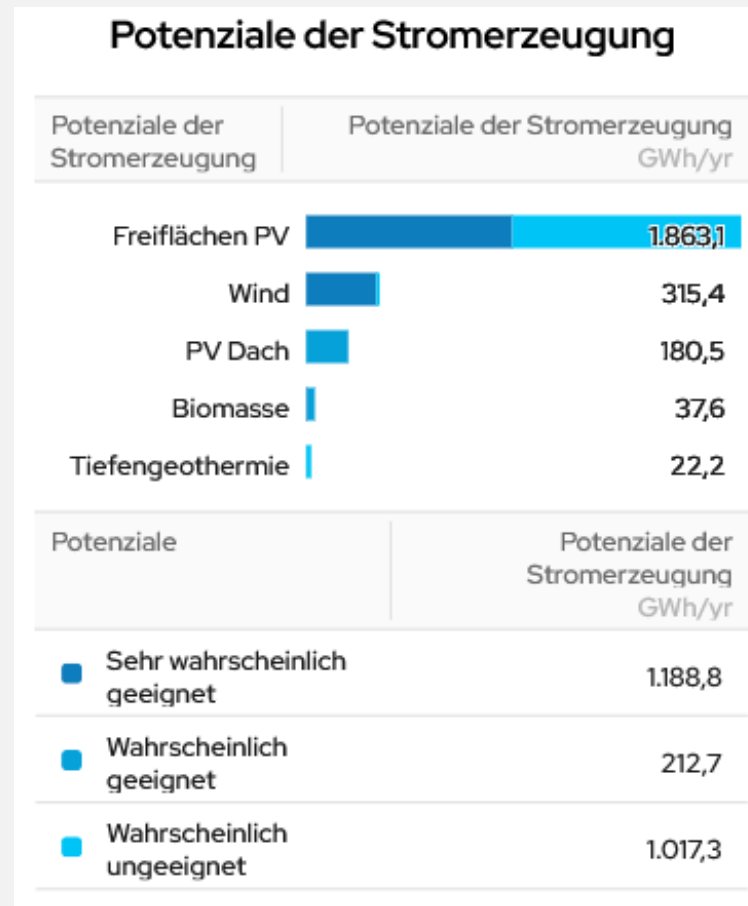 Potenziale der Stromerzeugung
Potenziale der
Stromerzeugung
Potenziale der Stromerzeugung
GWh/yr
Freiflächen PV 1.863,1
Wind 315,4
PV Dach 180,5
Biomasse 37,6
Tiefengeothermie 22,2
Potenziale
Potenziale der
Stromerzeugung
GWh/yr
Sehr wahrscheinlich
geeignet
1.188,8
Wahrscheinlich
geeignet
212,7
Wahrscheinlich
ungeeignet
1.017,3